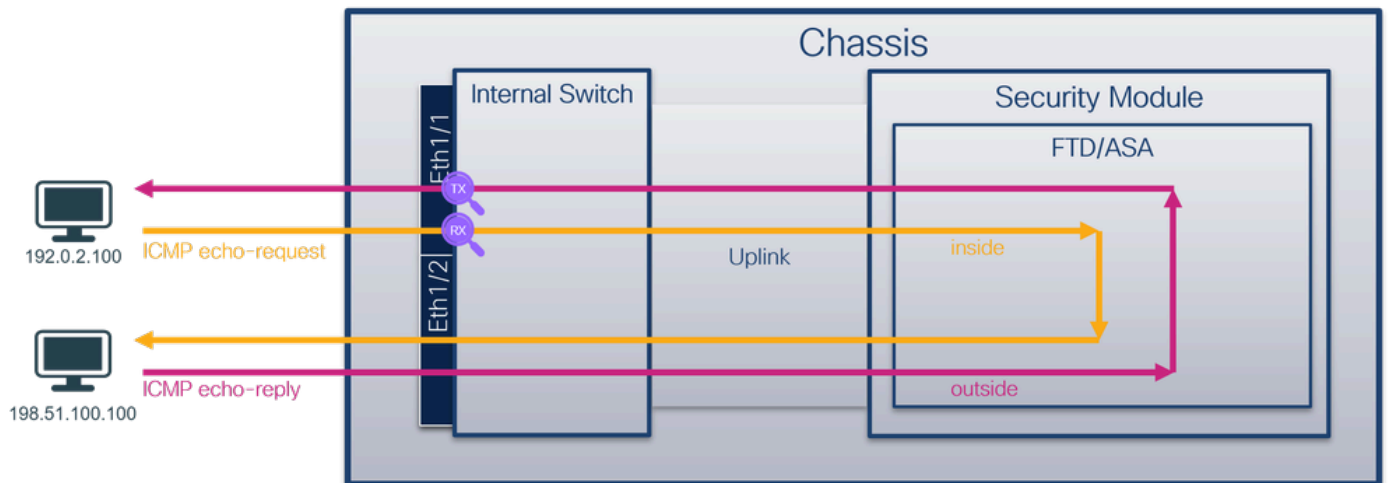 Chassis
Internal Switch
Security Module
FTD/ASA
Eth1/1
TX
RX
192.0.2.100
ICMP echo-request
Uplink
inside
Eth1/2
198.51.100.100
ICMP echo-reply
outside